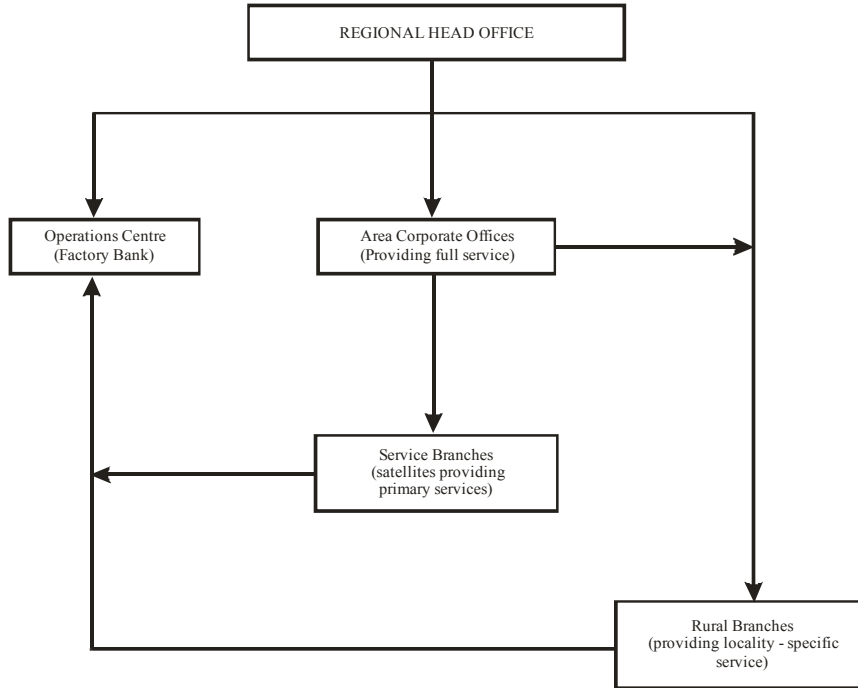 REGIONAL HEAD OFFICE
Operations Centre
(Factory Bank)
Area Corporate Offices
(Providing full service)
Service Branches
(satellites providing
primary services)
Rural Branches
(providing locality - specific
service)